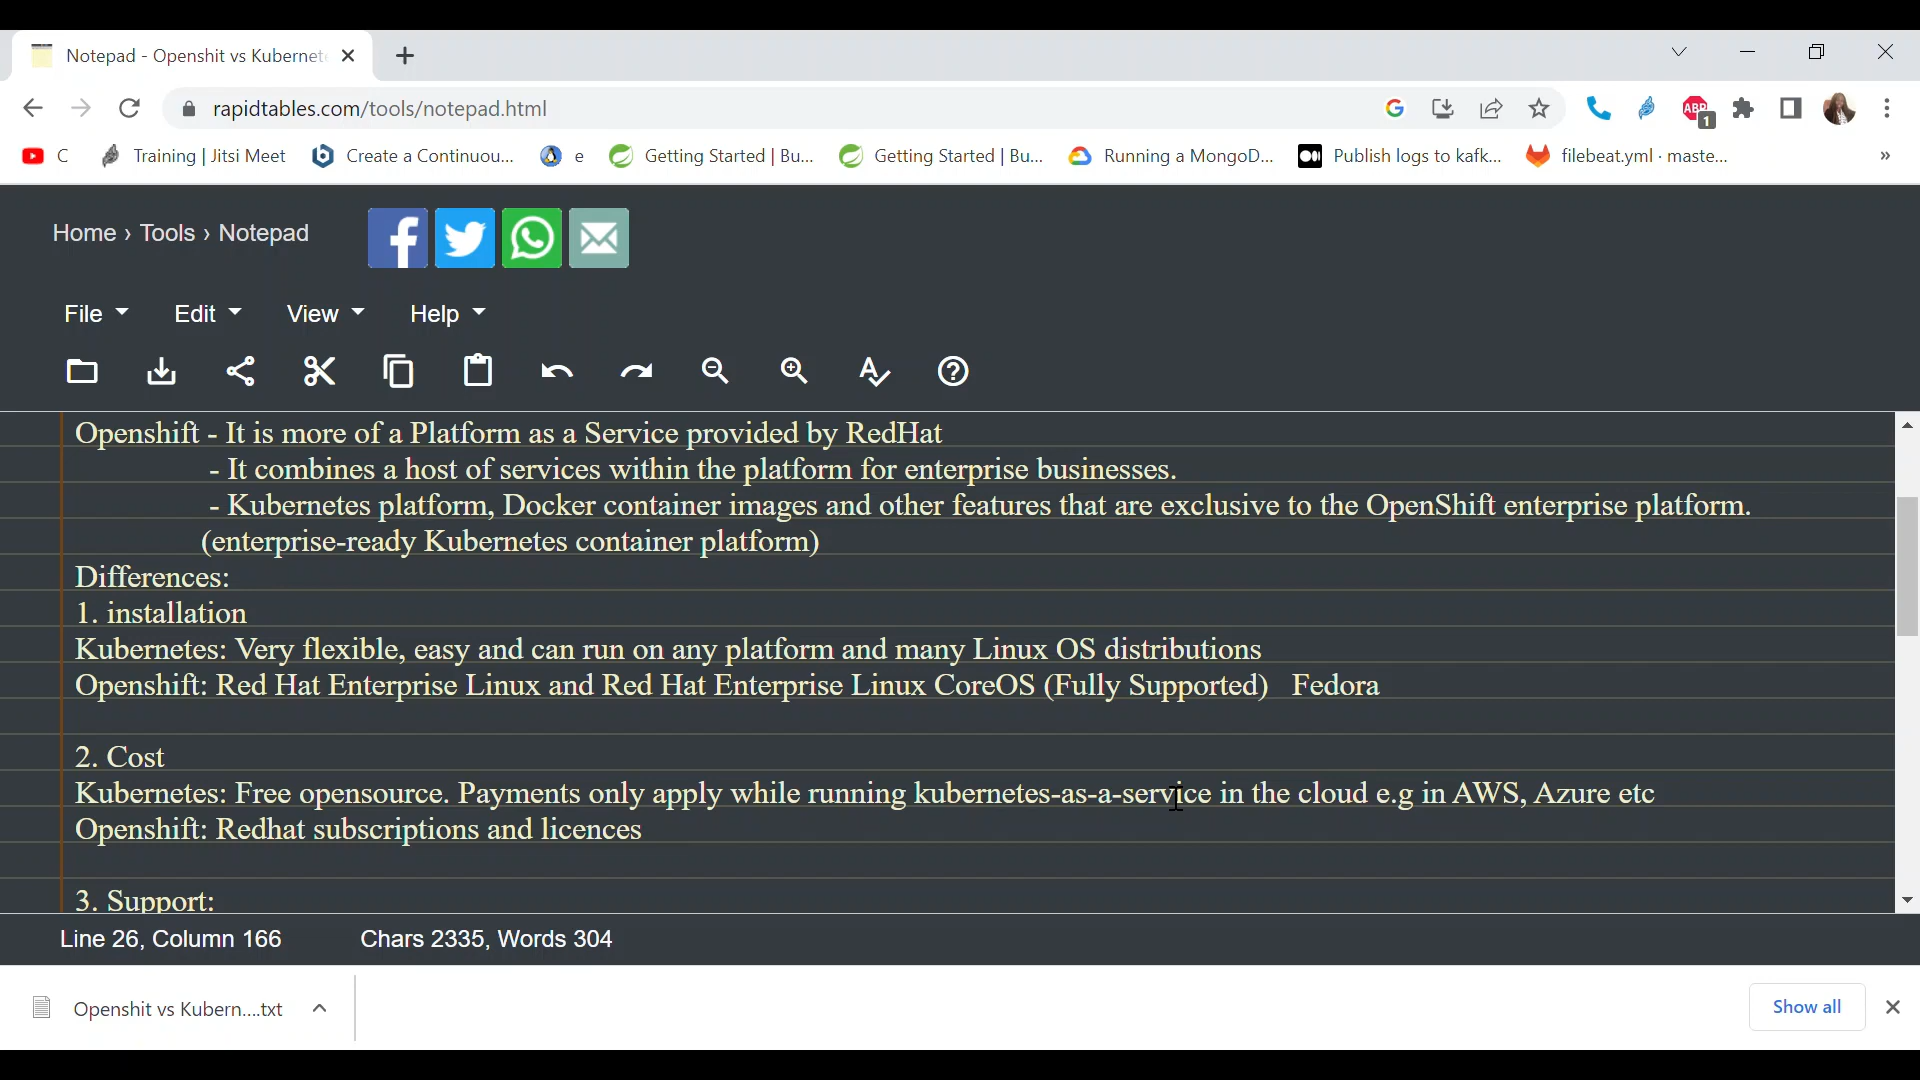 Notepad - Openshit vs Kubernet
rapidtables.com/tools/notepad.html
ABP 1
C Training | Jitsi Meet Create a Continuou... e Getting Started | Bu... Getting Started | Bu... Running a MongoD... Publish logs to kafk... filebeat.yml · maste... »
Home › Tools › Notepad
File Edit View Help
Openshift - It is more of a Platform as a Service provided by RedHat
- It combines a host of services within the platform for enterprise businesses.
- Kubernetes platform, Docker container images and other features that are exclusive to the OpenShift enterprise platform.
(enterprise-ready Kubernetes container platform)
Differences:
1. installation
Kubernetes: Very flexible, easy and can run on any platform and many Linux OS distributions
Openshift: Red Hat Enterprise Linux and Red Hat Enterprise Linux CoreOS (Fully Supported) Fedora
2. Cost
Kubernetes: Free opensource. Payments only apply while running kubernetes-as-a-service in the cloud e.g in AWS, Azure etc
Openshift: Redhat subscriptions and licences
3. Support:
Line 26, Column 166 Chars 2335, Words 304
Openshit vs Kubern....txt Show all